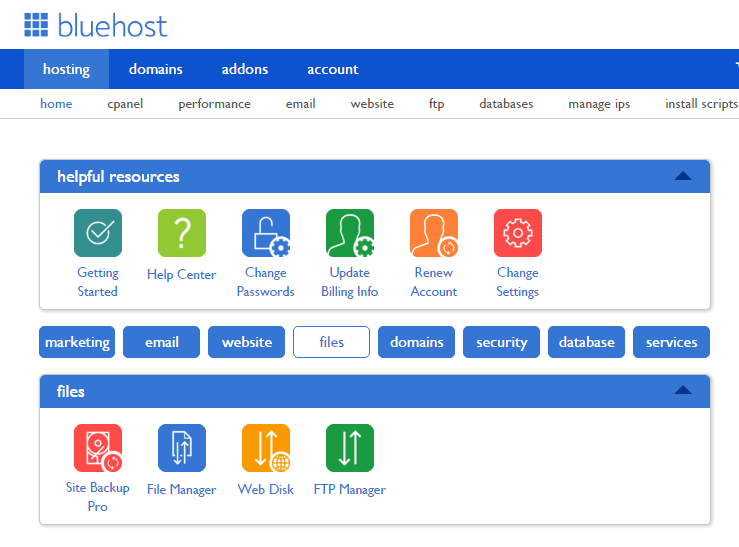 bluehost
hosting domains addons account
home cpanel performance email website ftp databases manage ips install scripts
helpful resources
?
Getting Started
Help Center
Change Passwords
Update Billing Info
Renew Account
Change Settings
marketing email website files domains security database services
files
Site Backup Pro
File Manager
Web Disk
FTP Manager